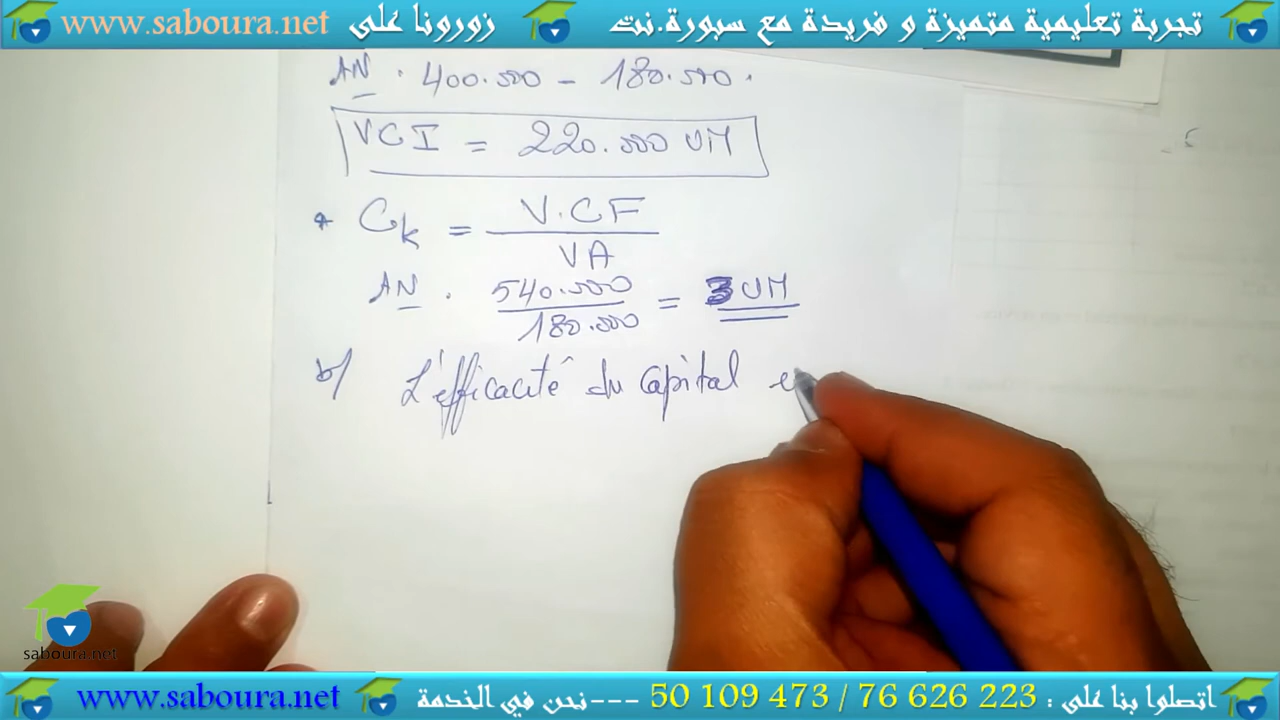 تجربة تعليمية متميزة و فريدة مع سبورة.نت زورونا على www.saboura.net
AN . 400.000 - 180.000.
VCI = 220.000 UM
* Ck = V.CF / VA
AN . 540.000 / 180.000 = 3 UM
b/ L'efficacité du Capital e
saboura.net
اتصلوا بنا على : 223 626 76 / 473 109 50 ---نحن في الخدمة www.saboura.net